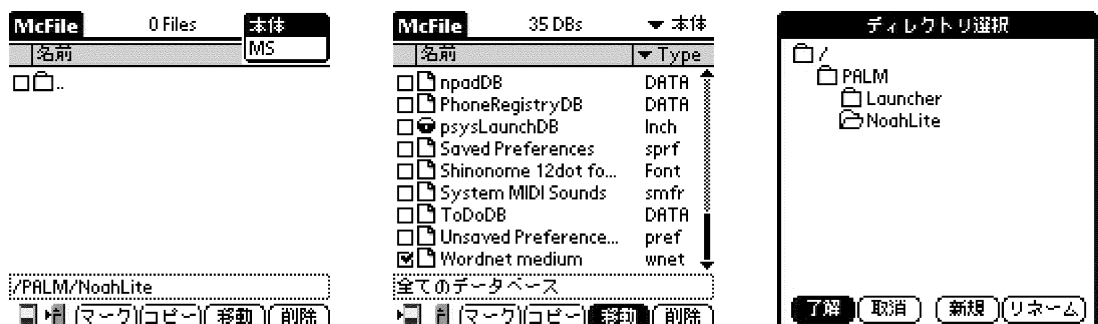 McFile 0 Files 本体
MS
名前
..
/PALM/NoahLite
マーク コピー 移動 削除
McFile 35 DBs 本体
名前 Type
npadDB DATA
PhoneRegistryDB DATA
psysLaunchDB lnch
Saved Preferences sprf
Shinonome 12dot fo... Font
System MIDI Sounds smfr
ToDoDB DATA
Unsaved Preference... pref
Wordnet medium wnet
全てのデータベース
マーク コピー 移動 削除
ディレクトリ選択
/
PALM
Launcher
NoahLite
了解 取消 新規 リネーム